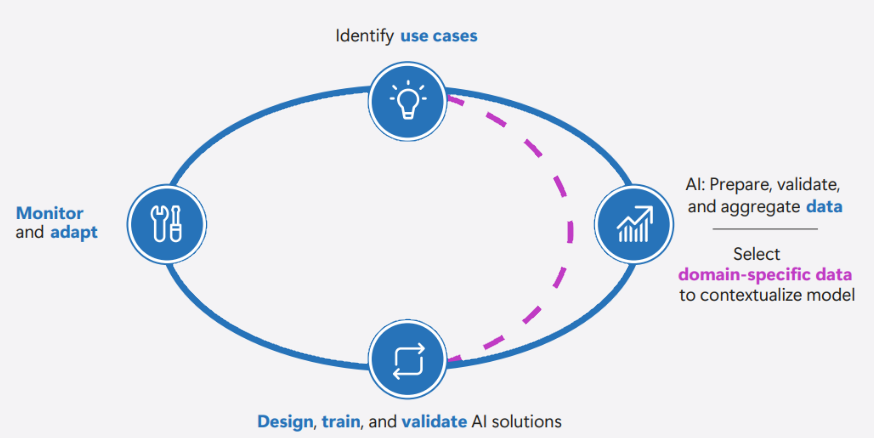 Identify use cases
AI: Prepare, validate,
and aggregate data
Select
domain-specific data
to contextualize model
Monitor
and adapt
Design, train, and validate AI solutions